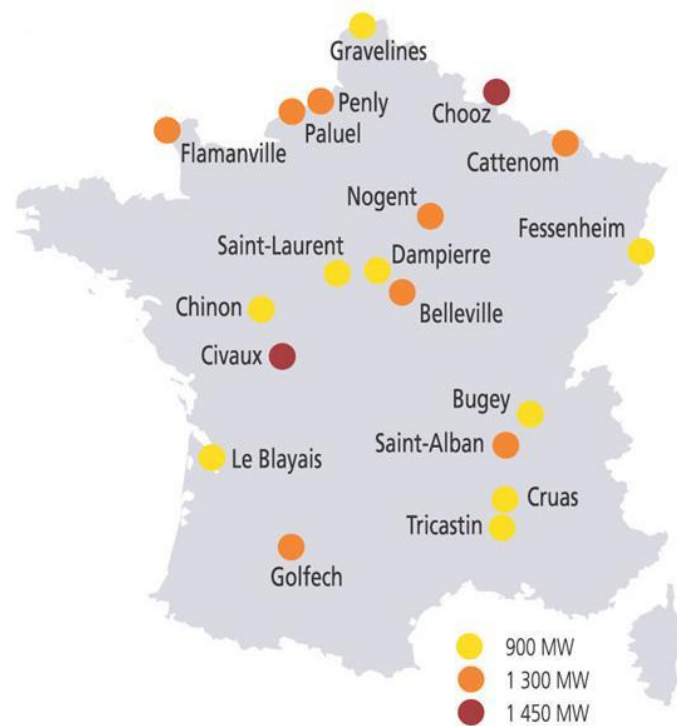 Gravelines
Penly
Paluel
Chooz
Flamanville
Cattenom
Nogent
Fessenheim
Saint-Laurent
Dampierre
Chinon
Belleville
Civaux
Bugey
Saint-Alban
Le Blayais
Cruas
Tricastin
Golfech
900 MW
1 300 MW
1 450 MW